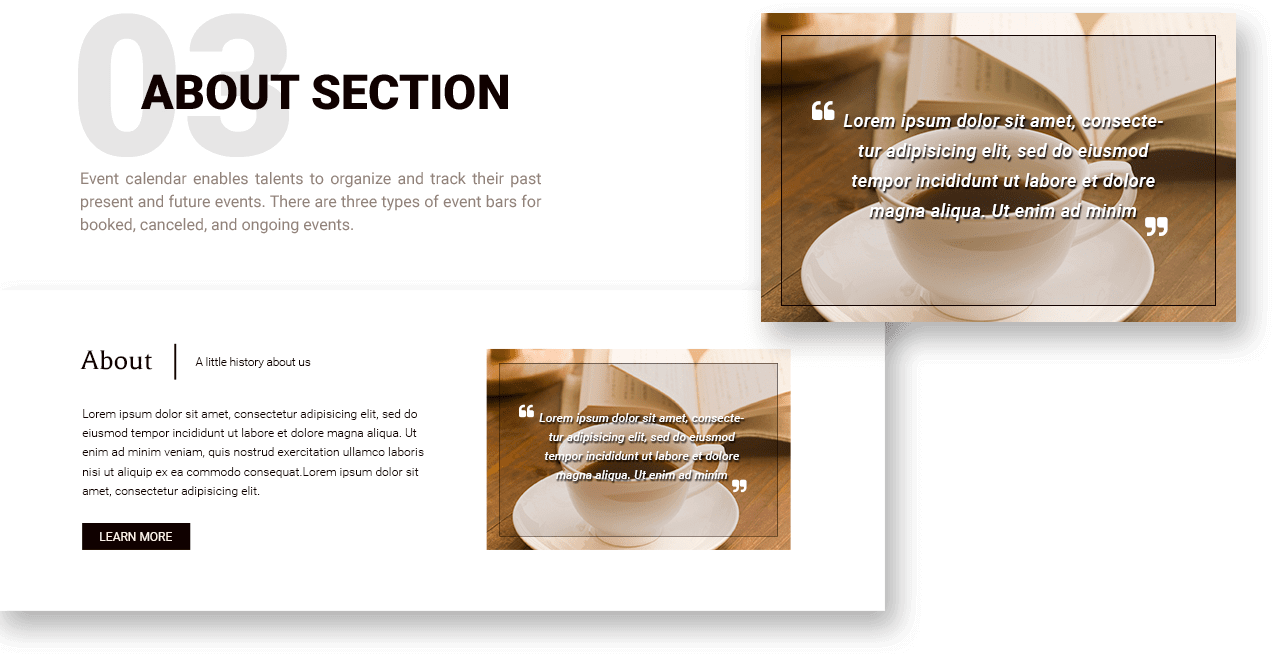 03
ABOUT SECTION
Event calendar enables talents to organize and track their past
present and future events. There are three types of event bars for
booked, canceled, and ongoing events.
❝ Lorem ipsum dolor sit amet, consecte-
tur adipisicing elit, sed do eiusmod
tempor incididunt ut labore et dolore
magna aliqua. Ut enim ad minim ❞
About | A little history about us
Lorem ipsum dolor sit amet, consectetur adipisicing elit, sed do
eiusmod tempor incididunt ut labore et dolore magna aliqua. Ut
enim ad minim veniam, quis nostrud exercitation ullamco laboris
nisi ut aliquip ex ea commodo consequat.Lorem ipsum dolor sit
amet, consectetur adipisicing elit.
LEARN MORE
❝ Lorem ipsum dolor sit amet, consecte-
tur adipisicing elit, sed do eiusmod
tempor incididunt ut labore et dolore
magna aliqua. Ut enim ad minim ❞